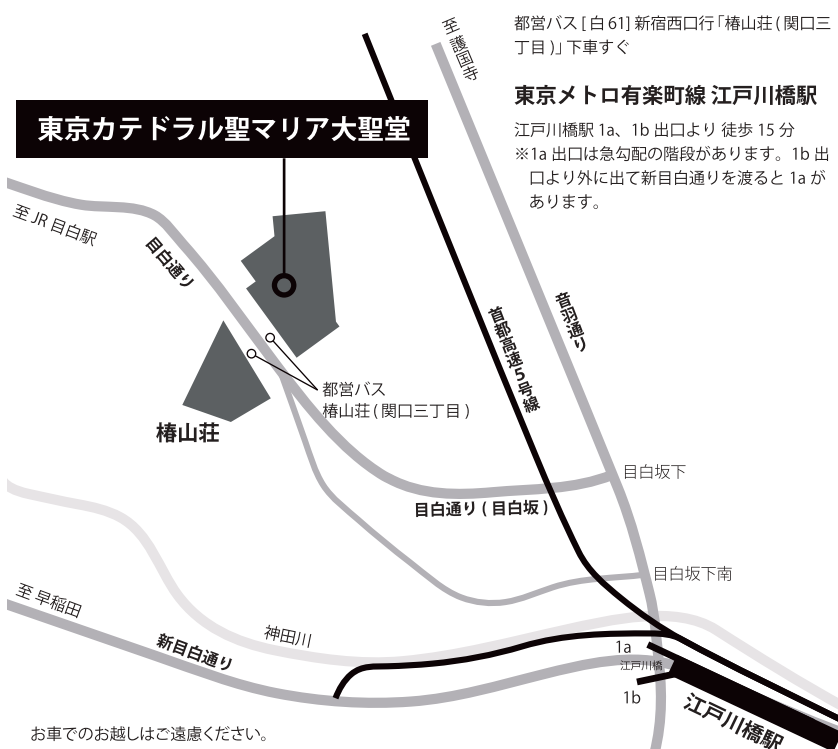 都営バス [ 白 61] 新宿西口行「椿山荘 ( 関口三
丁目 )」下車すぐ
東京メトロ有楽町線 江戸川橋駅
江戸川橋駅 1a、1b 出口より 徒歩 15 分
※1a 出口は急勾配の階段があります。1b 出
口より外に出て新目白通りを渡ると 1a が
あります。
至 護国寺
東京カテドラル聖マリア大聖堂
至 JR 目白駅
目白通り
音羽通り
首都高速5号線
都営バス
椿山荘 ( 関口三丁目 )
椿山荘
目白坂下
目白通り ( 目白坂 )
目白坂下南
至 早稲田
神田川
新目白通り
1a
江戸川橋
1b
江戸川橋駅
お車でのお越しはご遠慮ください。